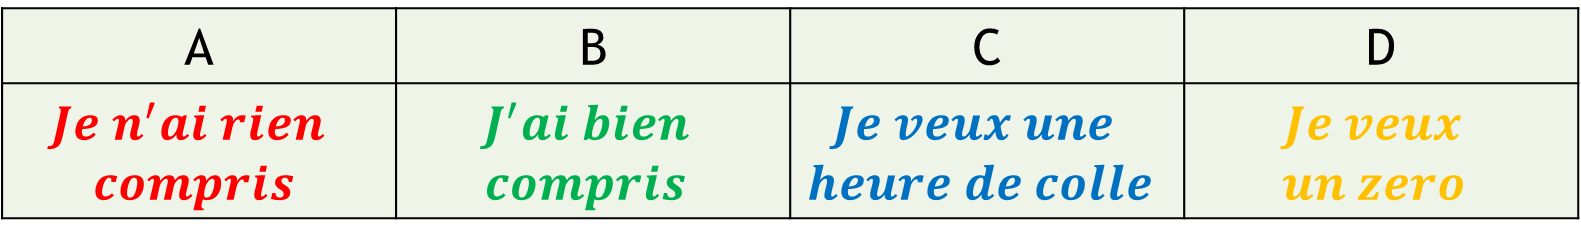 A B C D
Je n'ai rien compris
J'ai bien compris
Je veux une heure de colle
Je veux un zero